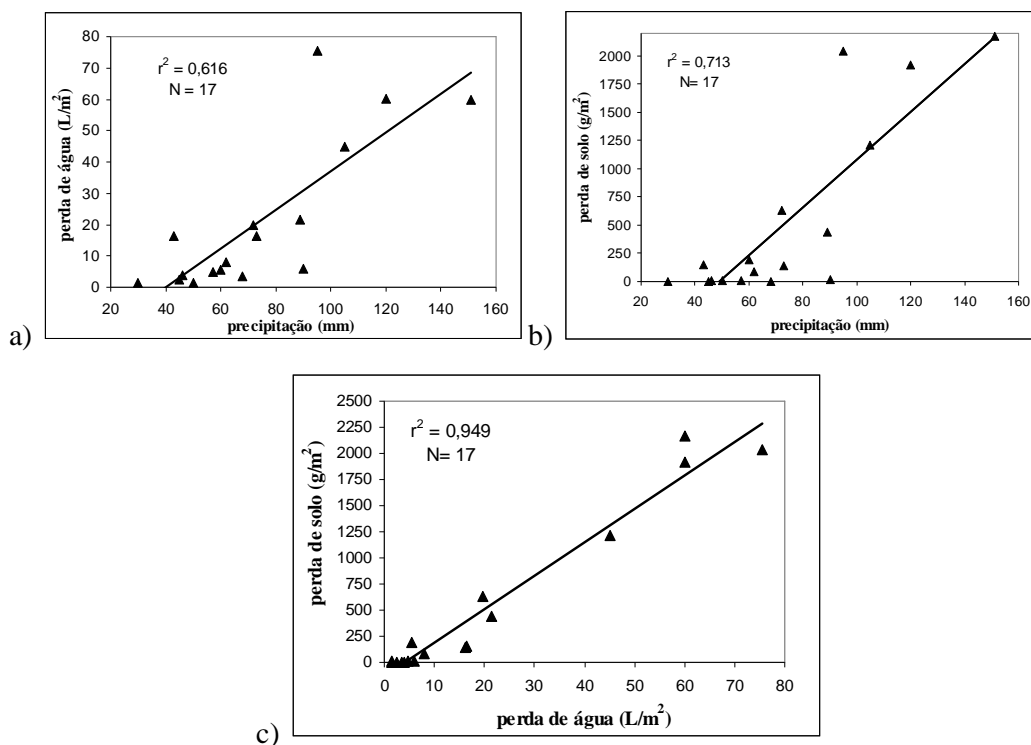 perda de água (L/m²)
80
70
60
50
40
30
20
10
0
r² = 0,616
N = 17
20 40 60 80 100 120 140 160
precipitação (mm)
a)
perda de solo (g/m²)
2000
1750
1500
1250
1000
750
500
250
0
r² = 0,713
N= 17
20 40 60 80 100 120 140 160
precipitação (mm)
b)
perda de solo (g/m²)
2500
2250
2000
1750
1500
1250
1000
750
500
250
0
r² = 0,949
N= 17
0 10 20 30 40 50 60 70 80
perda de água (L/m²)
c)